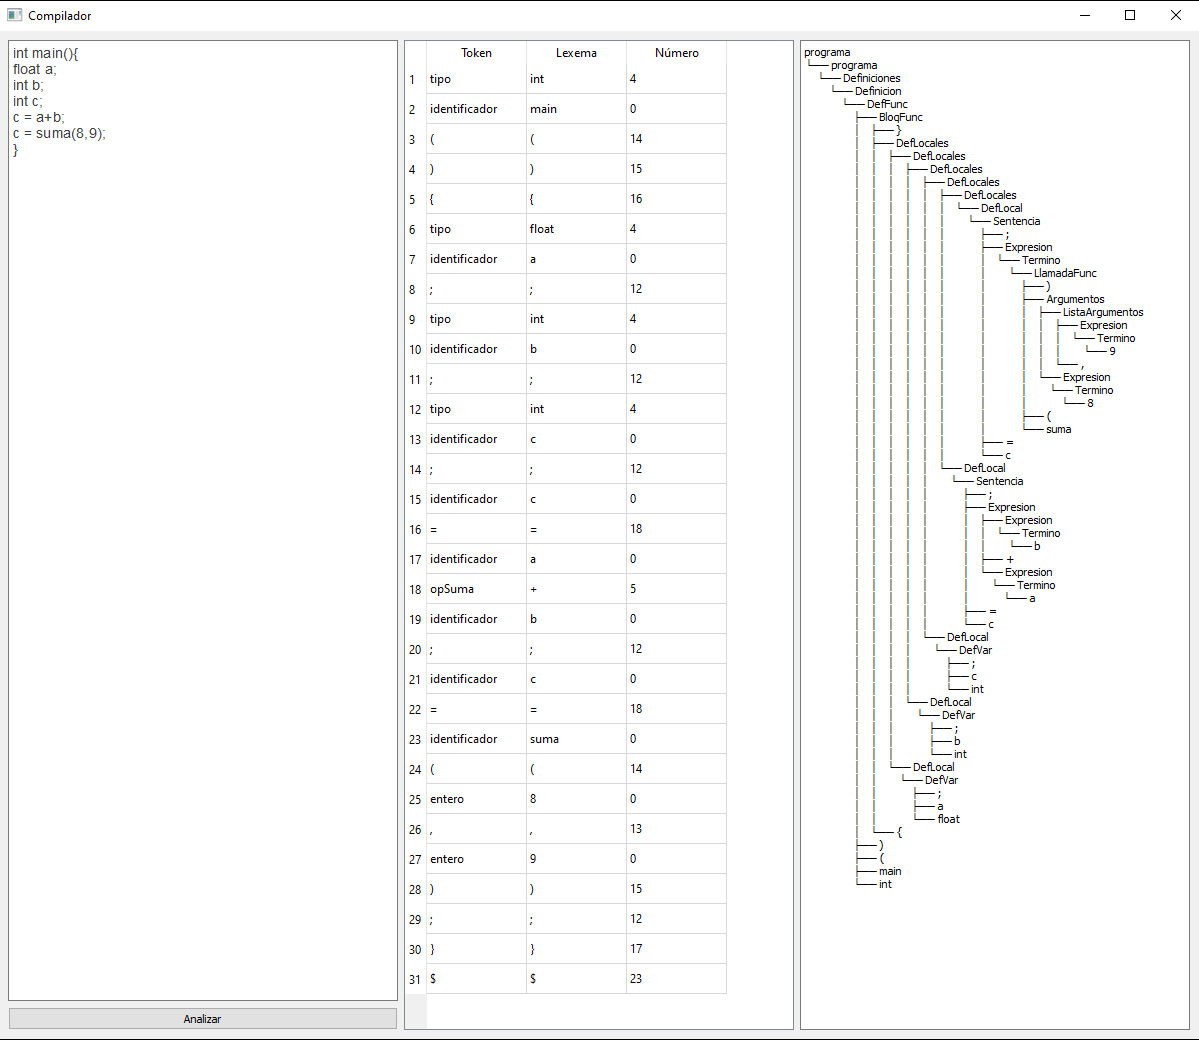 Compilador
int main(){
float a;
int b;
int c;
c = a+b;
c = suma(8,9);
}
Analizar
Token Lexema Número
1 tipo int 4
2 identificador main 0
3 ( ( 14
4 ) ) 15
5 { { 16
6 tipo float 4
7 identificador a 0
8 ; ; 12
9 tipo int 4
10 identificador b 0
11 ; ; 12
12 tipo int 4
13 identificador c 0
14 ; ; 12
15 identificador c 0
16 = = 18
17 identificador a 0
18 opSuma + 5
19 identificador b 0
20 ; ; 12
21 identificador c 0
22 = = 18
23 identificador suma 0
24 ( ( 14
25 entero 8 0
26 , , 13
27 entero 9 0
28 ) ) 15
29 ; ; 12
30 } } 17
31 $ $ 23
programa
programa
Definiciones
Definicion
DefFunc
BloqFunc
}
DefLocales
DefLocales
DefLocales
DefLocales
DefLocales
DefLocal
Sentencia
;
Expresion
Termino
LlamadaFunc
)
Argumentos
ListaArgumentos
Expresion
Termino
9
,
Expresion
Termino
8
(
suma
=
c
DefLocal
Sentencia
;
Expresion
Expresion
Termino
b
+
Expresion
Termino
a
=
c
DefLocal
DefVar
;
c
int
DefLocal
DefVar
;
b
int
DefLocal
DefVar
;
a
float
{
)
(
main
int